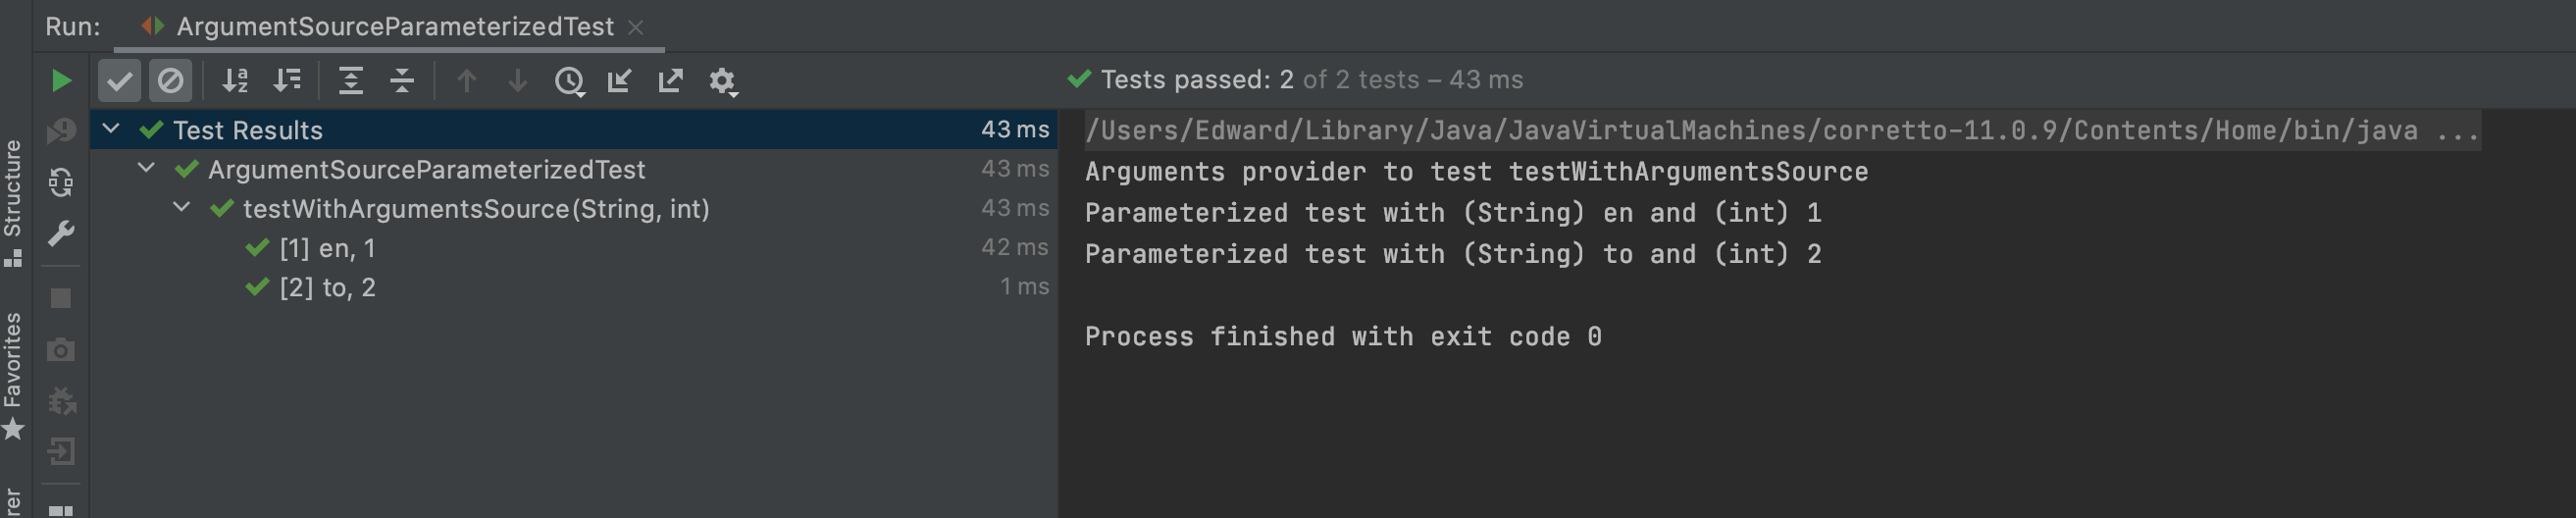 Run: ArgumentSourceParameterizedTest
Tests passed: 2 of 2 tests – 43 ms
Test Results 43 ms
ArgumentSourceParameterizedTest 43 ms
testWithArgumentsSource(String, int) 43 ms
[1] en, 1 42 ms
[2] to, 2 1 ms
/Users/Edward/Library/Java/JavaVirtualMachines/corretto-11.0.9/Contents/Home/bin/java ...
Arguments provider to test testWithArgumentsSource
Parameterized test with (String) en and (int) 1
Parameterized test with (String) to and (int) 2
Process finished with exit code 0
Structure
Favorites